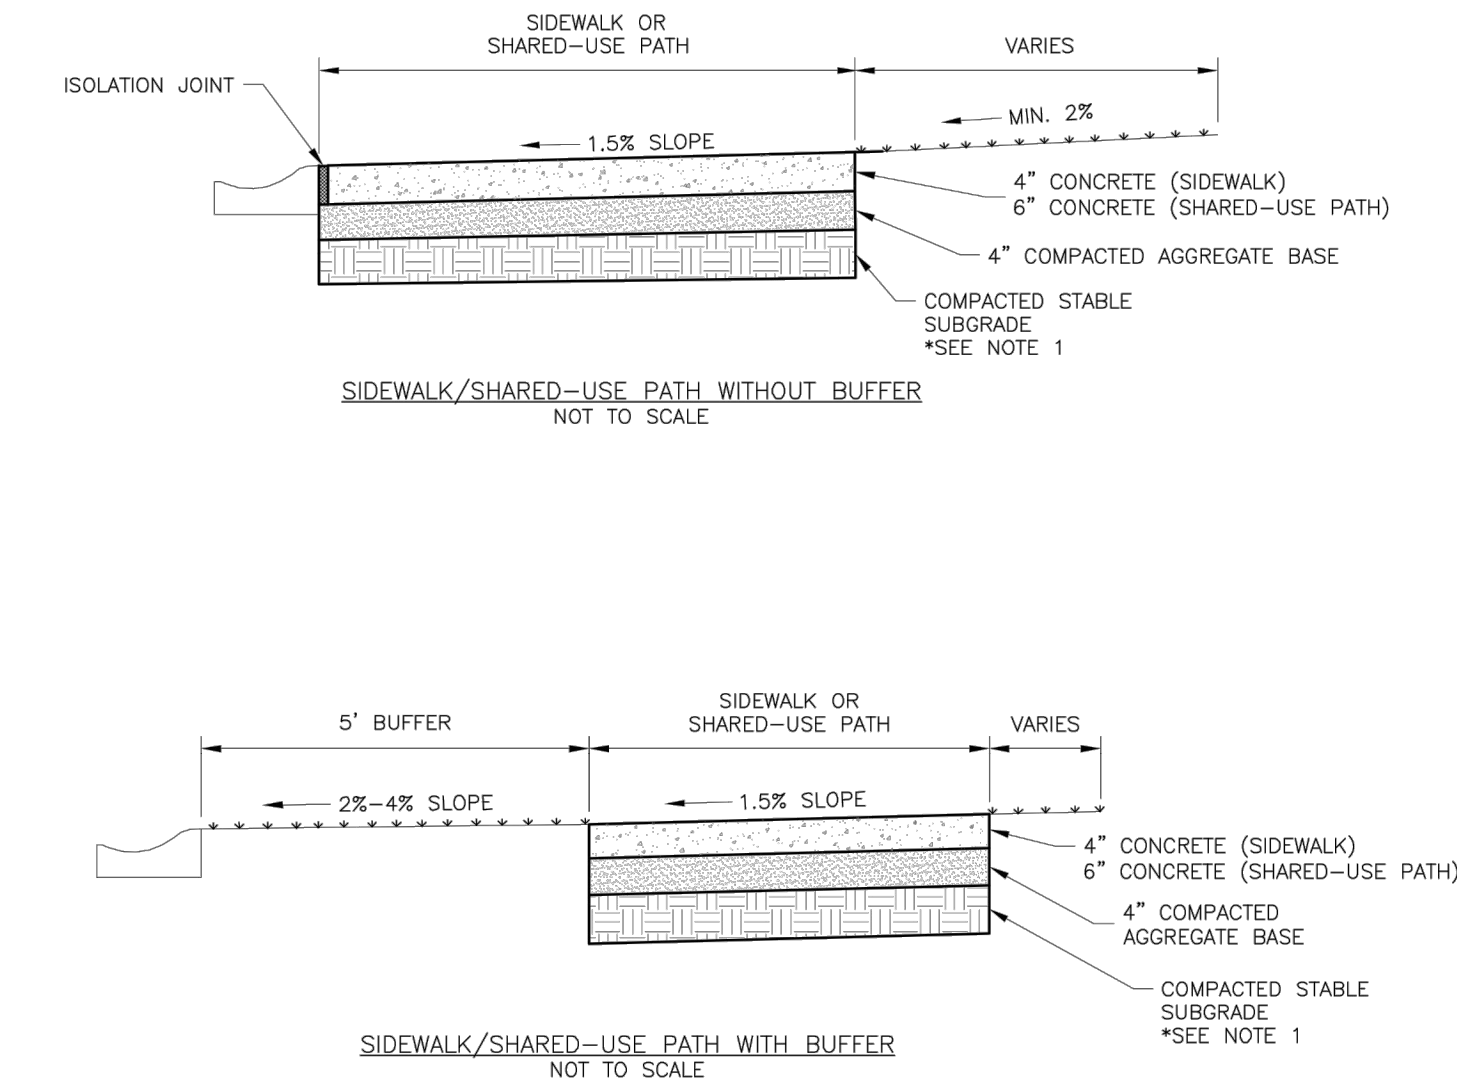 SIDEWALK OR
SHARED-USE PATH
VARIES
ISOLATION JOINT
MIN. 2%
1.5% SLOPE
4" CONCRETE (SIDEWALK)
6" CONCRETE (SHARED-USE PATH)
4" COMPACTED AGGREGATE BASE
COMPACTED STABLE
SUBGRADE
*SEE NOTE 1
SIDEWALK/SHARED-USE PATH WITHOUT BUFFER
NOT TO SCALE
SIDEWALK OR
SHARED-USE PATH
5' BUFFER
VARIES
2%-4% SLOPE
1.5% SLOPE
4" CONCRETE (SIDEWALK)
6" CONCRETE (SHARED-USE PATH)
4" COMPACTED
AGGREGATE BASE
COMPACTED STABLE
SUBGRADE
*SEE NOTE 1
SIDEWALK/SHARED-USE PATH WITH BUFFER
NOT TO SCALE